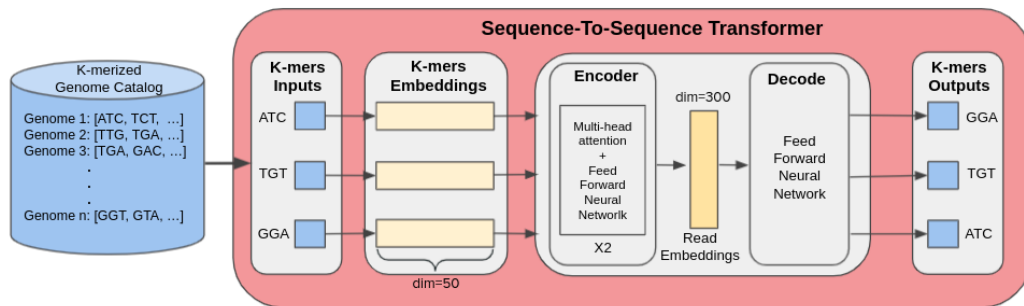 Sequence-To-Sequence Transformer
K-merized
Genome Catalog
Genome 1: [ATC, TCT, ...]
Genome 2: [TTG, TGA, ...]
Genome 3: [TGA, GAC, ...]
.
.
.
Genome n: [GGT, GTA, ...]
K-mers
Inputs
ATC
TGT
GGA
K-mers
Embeddings
dim=50
Encoder
Multi-head
attention
+
Feed
Forward
Neural
Networlk
X2
dim=300
Read
Embeddings
Decode
Feed
Forward
Neural
Network
K-mers
Outputs
GGA
TGT
ATC